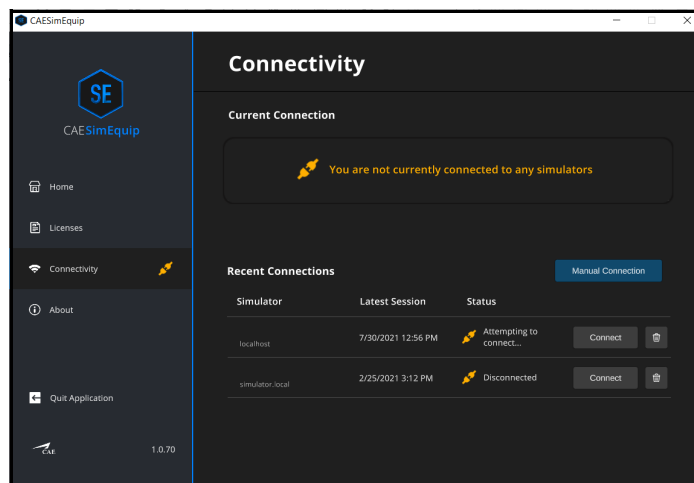 CAESimEquip
SE
CAESimEquip
Home
Licenses
Connectivity
About
Quit Application
CAE
1.0.70
Connectivity
Current Connection
You are not currently connected to any simulators
Recent Connections
Manual Connection
Simulator Latest Session Status
localhost 7/30/2021 12:56 PM Attempting to
connect... Connect
simulator.local 2/25/2021 3:12 PM Disconnected Connect